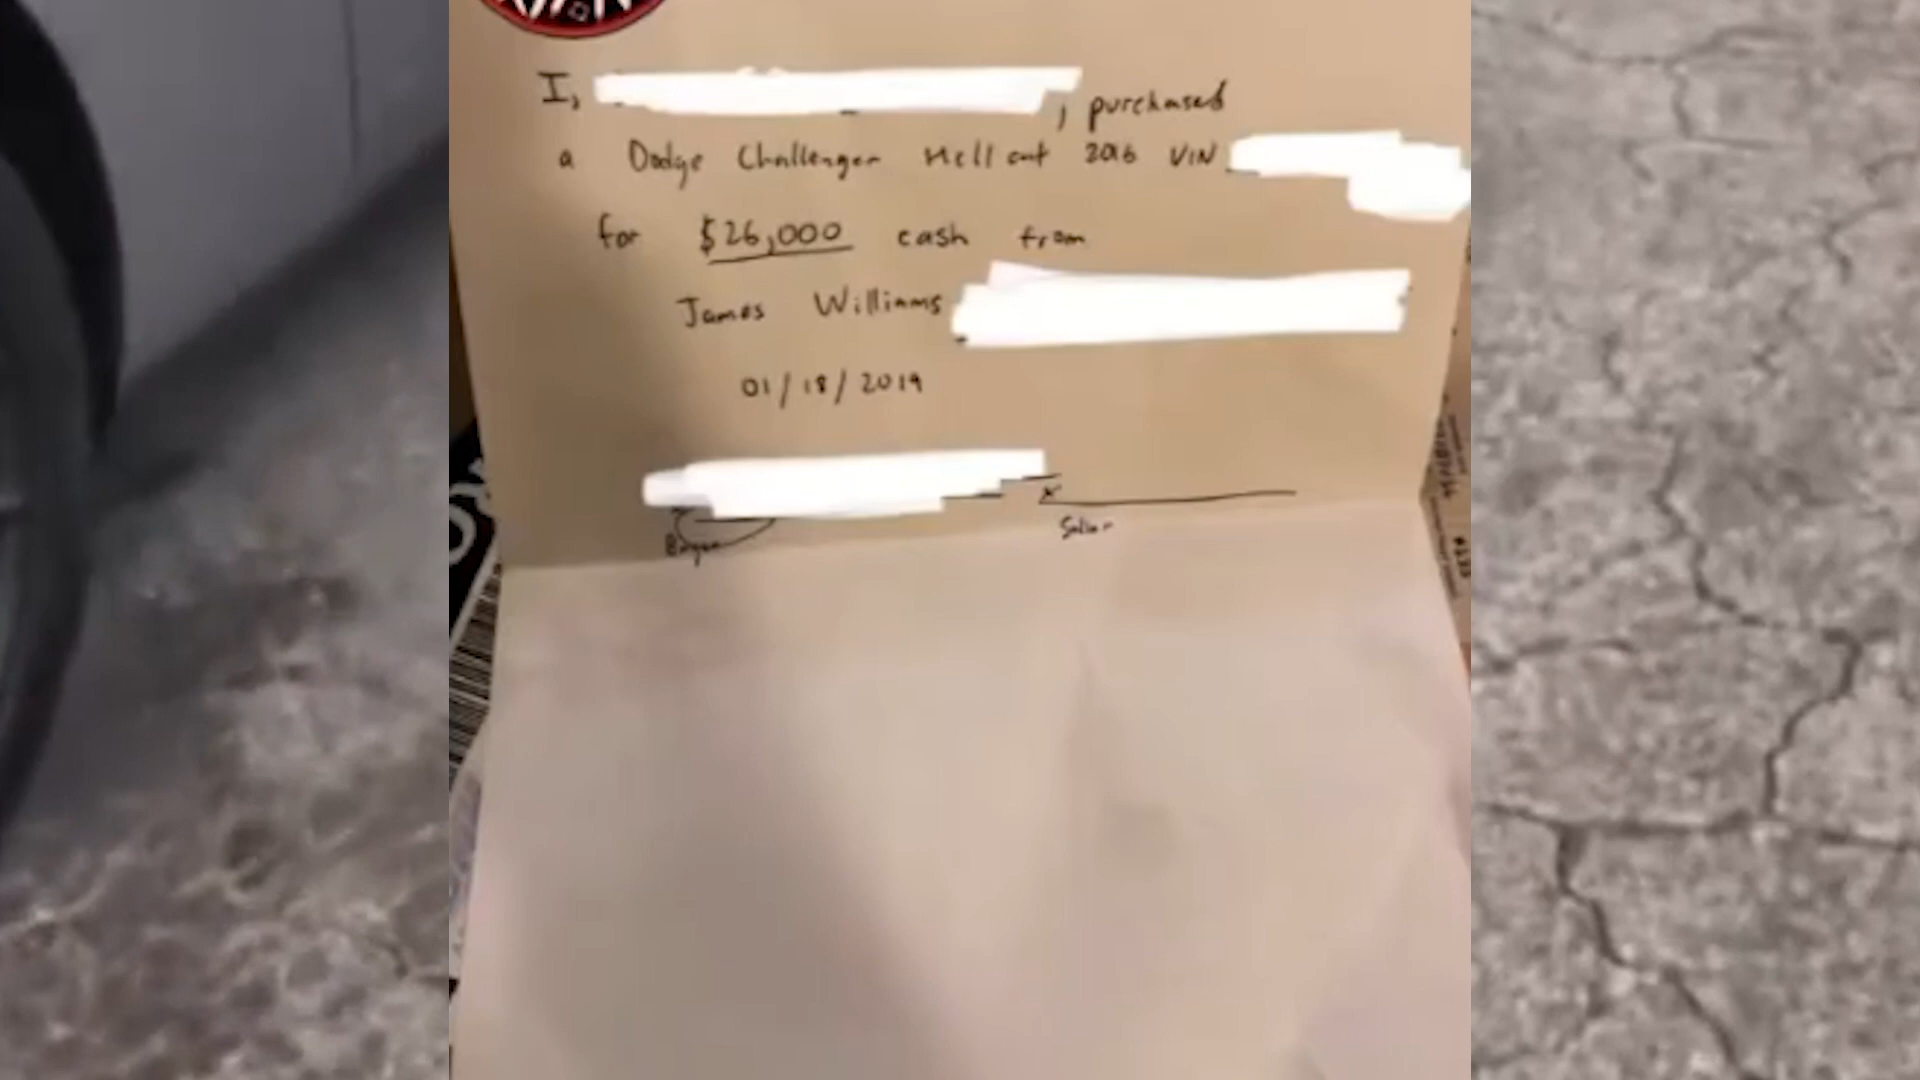 I, , purchased
a Dodge Challenger Hellcat 2016 VIN
for $26,000 cash from
James Williams
01/18/2019
x
Buyer
Seller